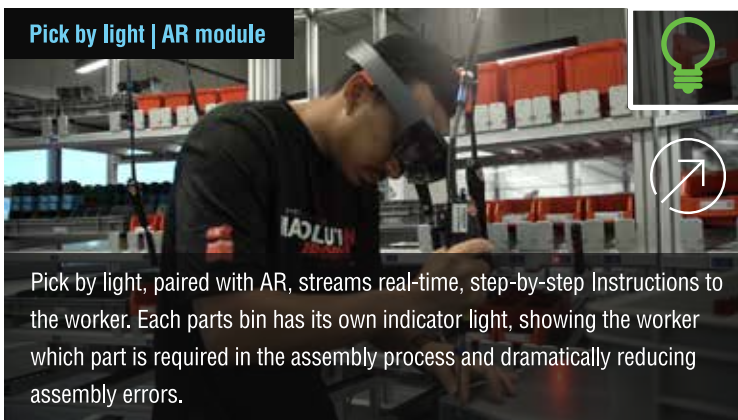 Pick by light | AR module
Pick by light, paired with AR, streams real-time, step-by-step Instructions to
the worker. Each parts bin has its own indicator light, showing the worker
which part is required in the assembly process and dramatically reducing
assembly errors.